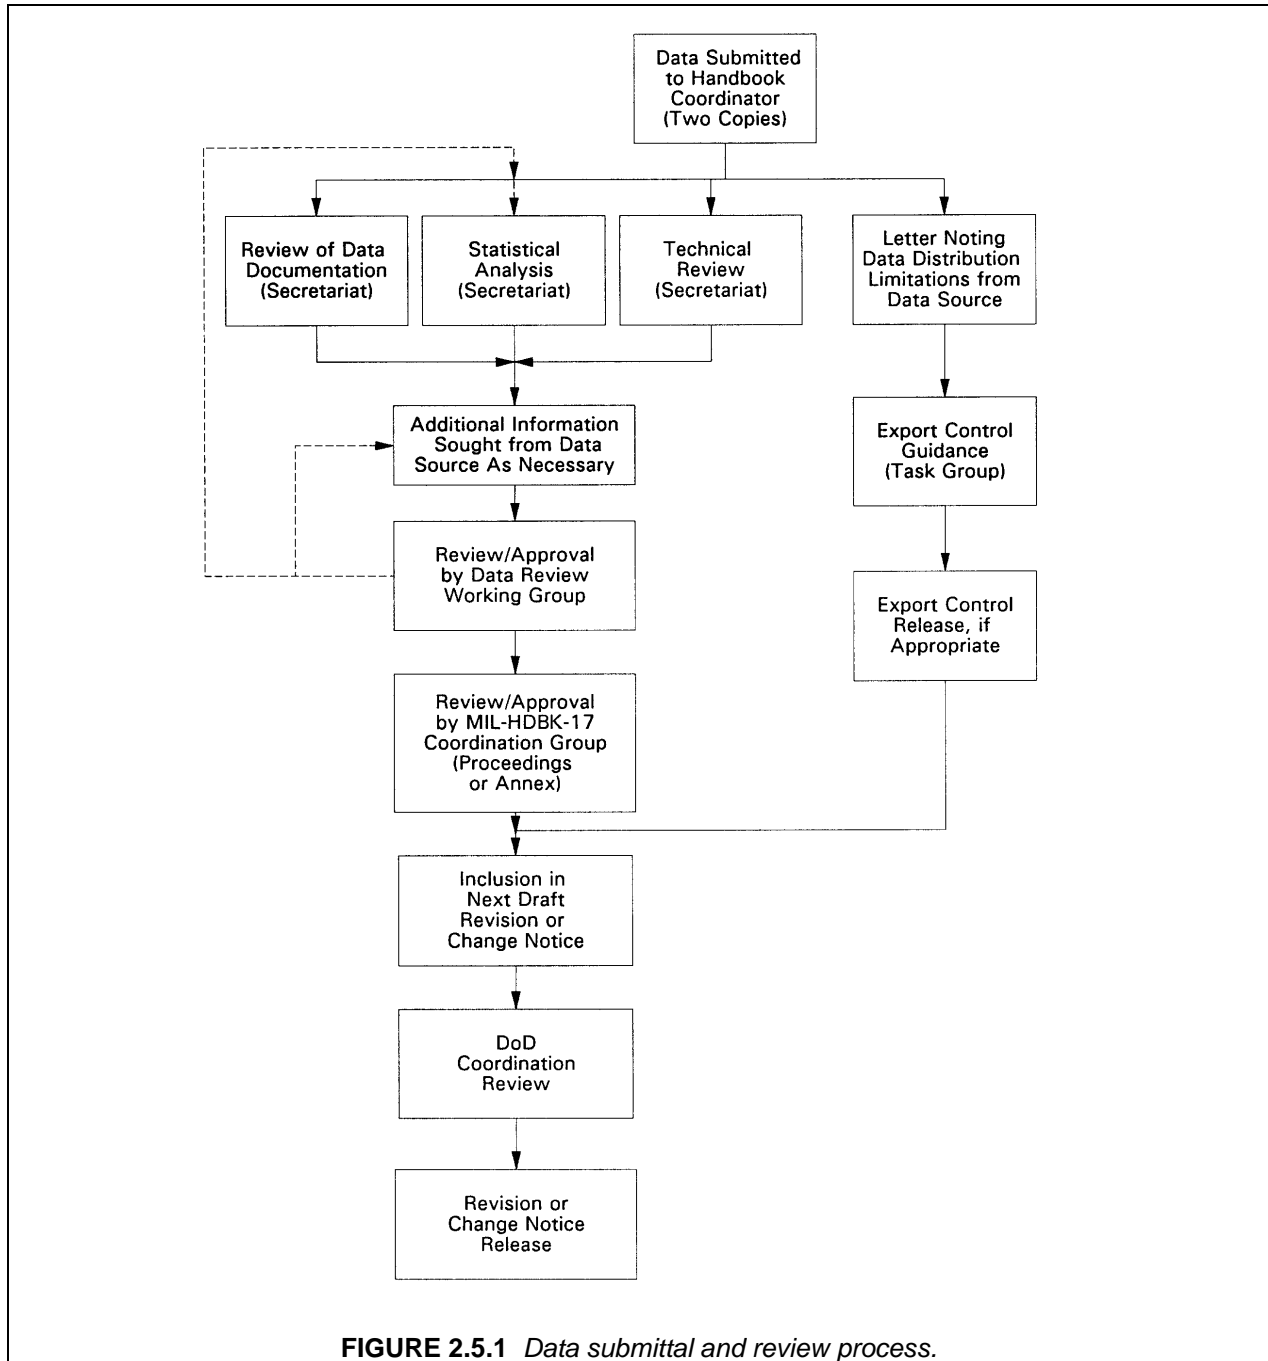 Data Submitted
to Handbook
Coordinator
(Two Copies)
Review of Data
Documentation
(Secretariat)
Statistical
Analysis
(Secretariat)
Technical
Review
(Secretariat)
Letter Noting
Data Distribution
Limitations from
Data Source
Additional Information
Sought from Data
Source As Necessary
Export Control
Guidance
(Task Group)
Review/Approval
by Data Review
Working Group
Export Control
Release, if
Appropriate
Review/Approval
by MIL-HDBK-17
Coordination Group
(Proceedings
or Annex)
Inclusion in
Next Draft
Revision or
Change Notice
DoD
Coordination
Review
Revision or
Change Notice
Release
FIGURE 2.5.1 Data submittal and review process.